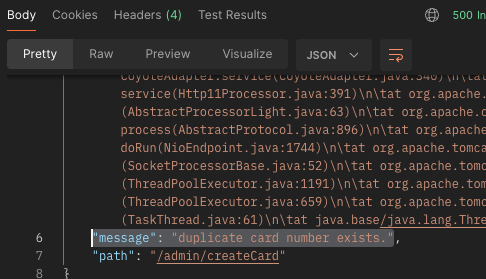 Body Cookies Headers (4) Test Results 500 In
Pretty Raw Preview Visualize JSON
CoyoteAdapter.service(CoyoteAdapter.java:340)\n\tat
service(Http11Processor.java:391)\n\tat org.apache.
(AbstractProcessorLight.java:63)\n\tat org.apache.c
process(AbstractProtocol.java:896)\n\tat org.apache.
doRun(NioEndpoint.java:1744)\n\tat org.apache.tomca
(SocketProcessorBase.java:52)\n\tat org.apache.tomc
(ThreadPoolExecutor.java:1191)\n\tat org.apache.tom
(ThreadPoolExecutor.java:659)\n\tat org.apache.tomc
(TaskThread.java:61)\n\tat java.base/java.lang.Thre
6 "message": "duplicate card number exists.",
7 "path": "/admin/createCard"
8 }